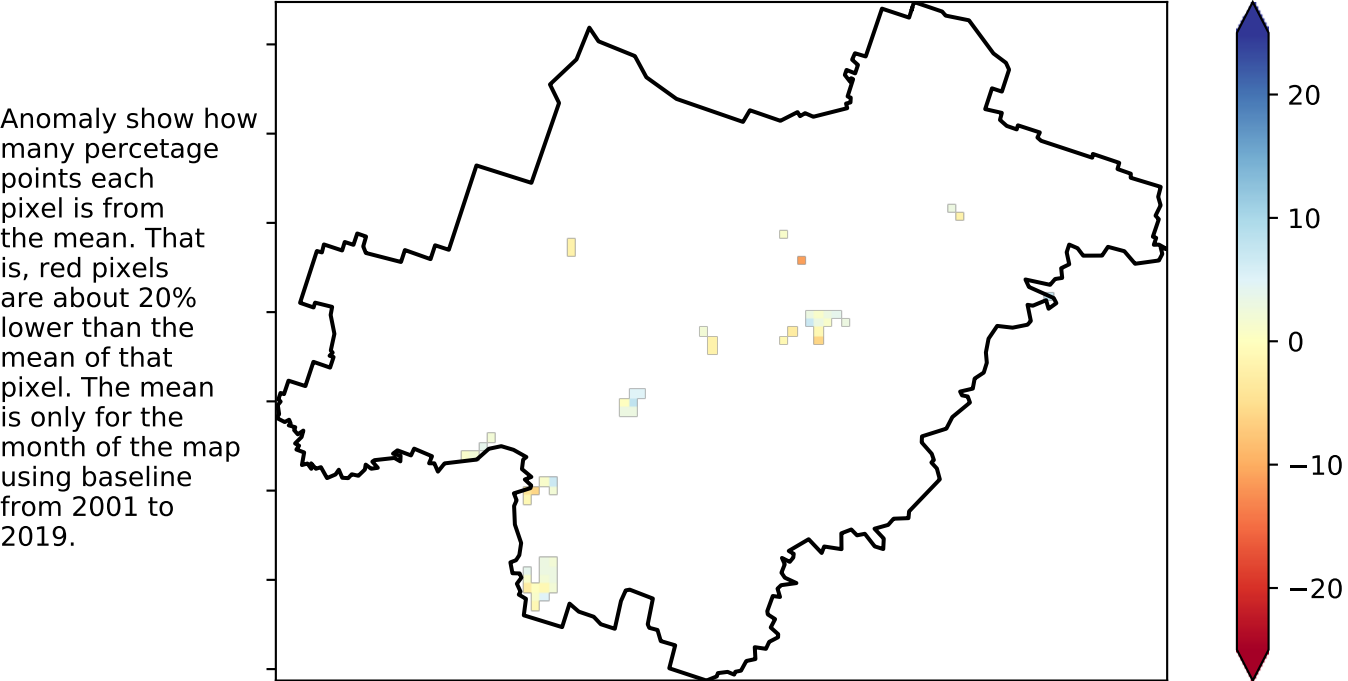 Anomaly show how
many percetage
points each
pixel is from
the mean. That
is, red pixels
are about 20%
lower than the
mean of that
pixel. The mean
is only for the
month of the map
using baseline
from 2001 to
2019.
20
10
0
−10
−20